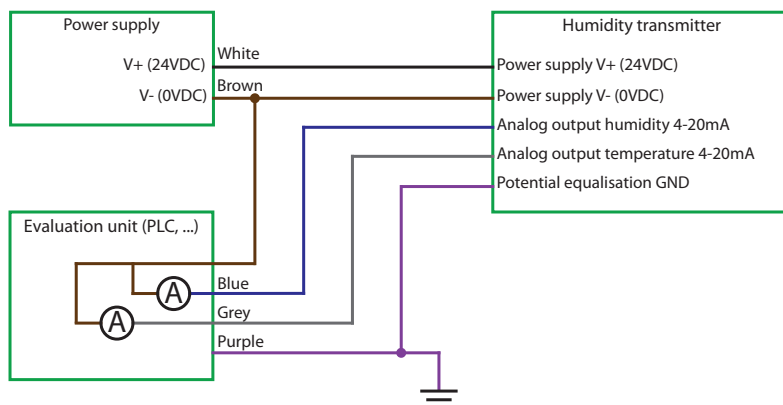 Power supply
V+ (24VDC)
V- (0VDC)
White
Brown
Humidity transmitter
Power supply V+ (24VDC)
Power supply V- (0VDC)
Analog output humidity 4-20mA
Analog output temperature 4-20mA
Potential equalisation GND
Evaluation unit (PLC, ...)
A
A
Blue
Grey
Purple